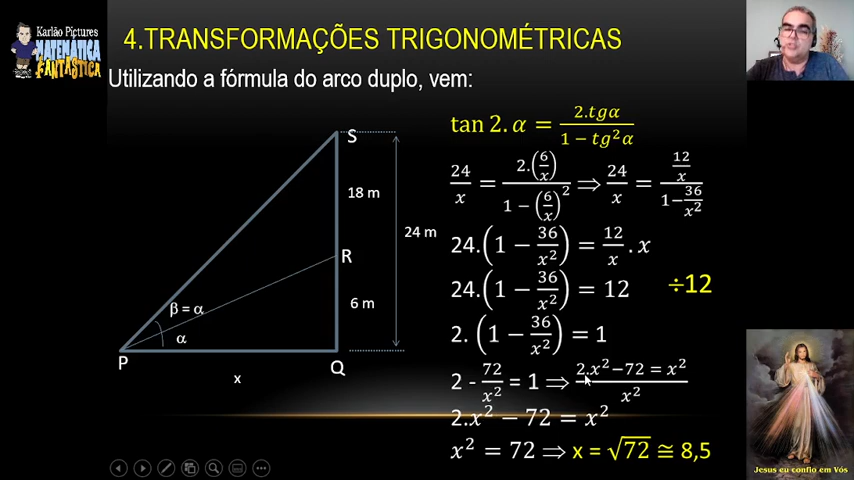 Karlão Pictures
MATEMÁTICA
FANTÁSTICA
4.TRANSFORMAÇÕES TRIGONOMÉTRICAS
Utilizando a fórmula do arco duplo, vem:
tan 2. α = 2.tgα / 1 − tg²α
24/x = 2.(6/x) / 1 − (6/x)² ⇒ 24/x = 12/x / 1−36/x²
24.(1 − 36/x²) = 12/x . x
24.(1 − 36/x²) = 12 ÷12
2. (1 − 36/x²) = 1
2 - 72/x² = 1 ⇒ 2.x²−72 = x² / x²
2.x² − 72 = x²
x² = 72 ⇒ x = √72 ≅ 8,5
S
18 m
24 m
R
6 m
β = α
α
P
Q
x
Jesus eu confio em Vós